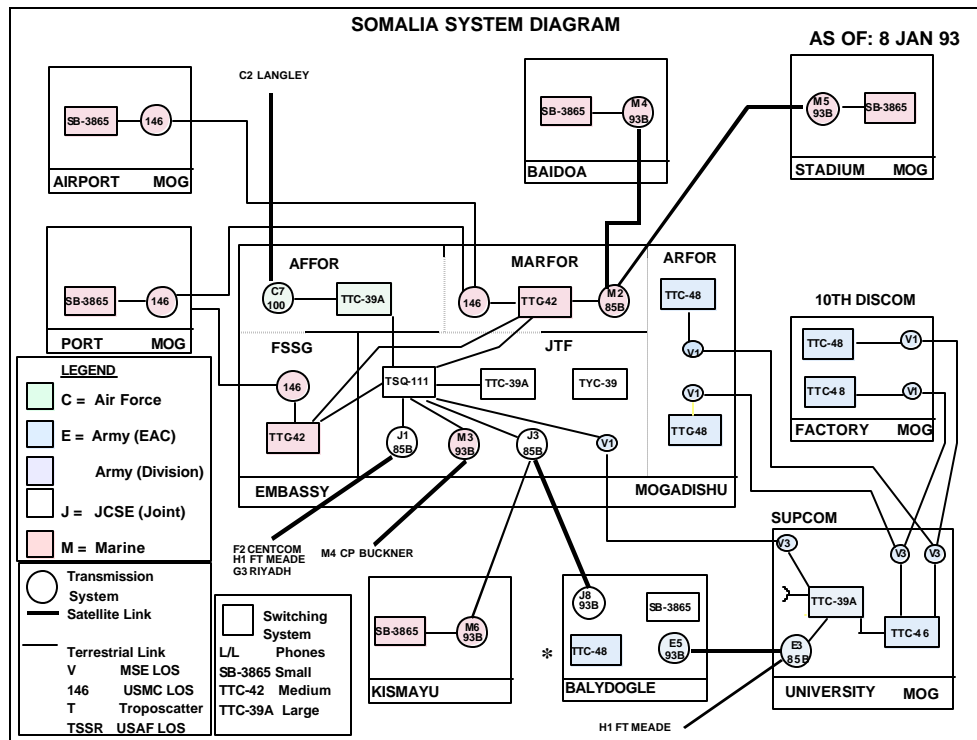 SOMALIA SYSTEM DIAGRAM
AS OF: 8 JAN 93
C2 LANGLEY
SB-3865
146
AIRPORT MOG
SB-3865
M4
93B
BAIDOA
M5
93B
SB-3865
STADIUM MOG
SB-3865
146
PORT MOG
AFFOR
C7
100
TTC-39A
MARFOR
146
TTG42
M2
85B
ARFOR
TTC-48
V1
V1
TTG48
FSSG
146
TTG42
JTF
TSQ-111
TTC-39A
TYC-39
J1
85B
M3
93B
J3
85B
V1
EMBASSY
MOGADISHU
10TH DISCOM
TTC-48
V1
TTC-48
V1
FACTORY MOG
LEGEND
C = Air Force
E = Army (EAC)
Army (Division)
J = JCSE (Joint)
M = Marine
Transmission
System
Satellite Link
Terrestrial Link
V MSE LOS
146 USMC LOS
T Troposcatter
TSSR USAF LOS
Switching
System
L/L Phones
SB-3865 Small
TTC-42 Medium
TTC-39A Large
F2 CENTCOM
H1 FT MEADE
G3 RIYADH
M4 CP BUCKNER
SB-3865
M6
93B
KISMAYU
J8
93B
SB-3865
*
TTC-48
E5
93B
BALYDOGLE
SUPCOM
V3
V3
V3
TTC-39A
TTC-46
E3
85B
UNIVERSITY MOG
H1 FT MEADE